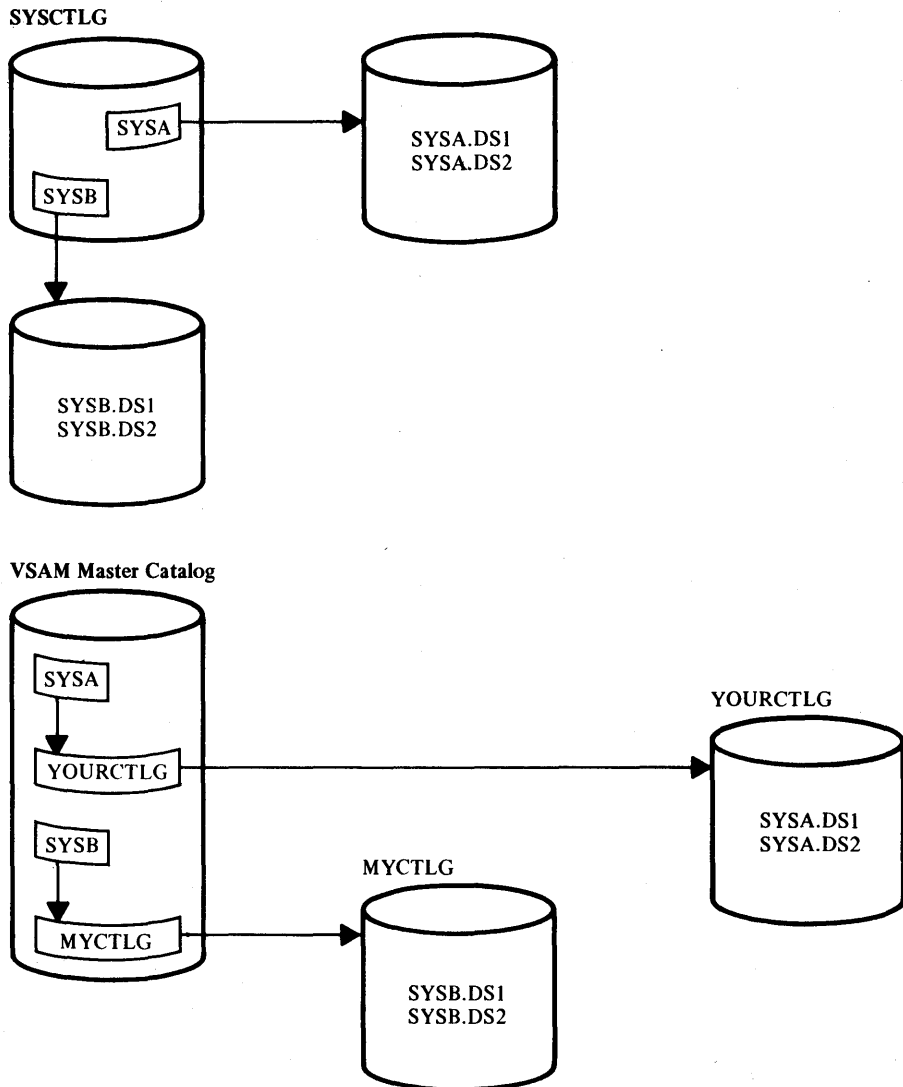 SYSCTLG
SYSA
SYSA.DS1
SYSA.DS2
SYSB
SYSB.DS1
SYSB.DS2
VSAM Master Catalog
SYSA
YOURCTLG
YOURCTLG
SYSA.DS1
SYSA.DS2
SYSB
MYCTLG
MYCTLG
SYSB.DS1
SYSB.DS2